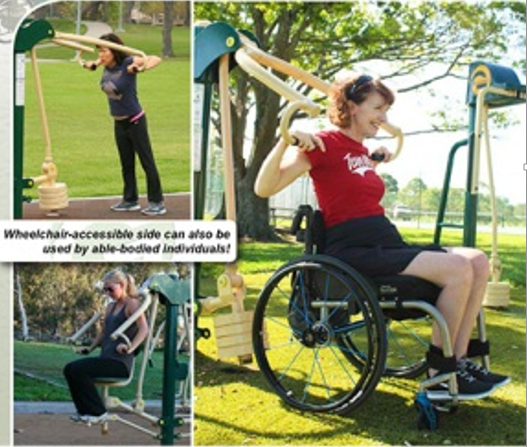 Wheelchair-accessible side can also be
used by able-bodied individuals!